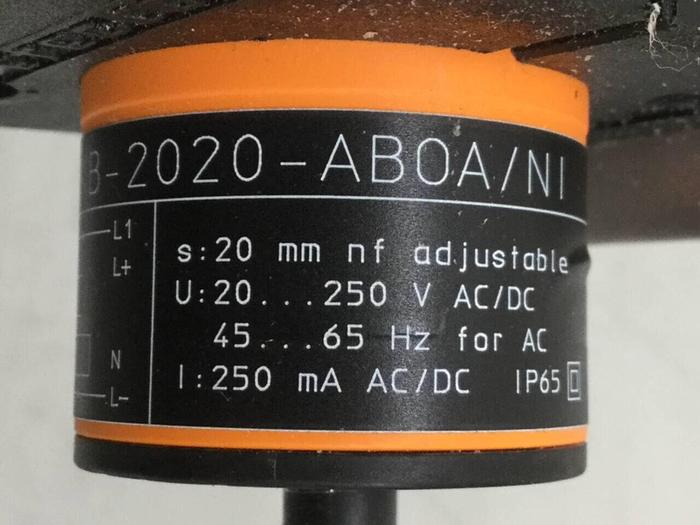 B-2020-ABOA/NI
L1
L+
N
L-
s:20 mm nf adjustable
U:20...250 V AC/DC
45...65 Hz for AC
I:250 mA AC/DC IP65